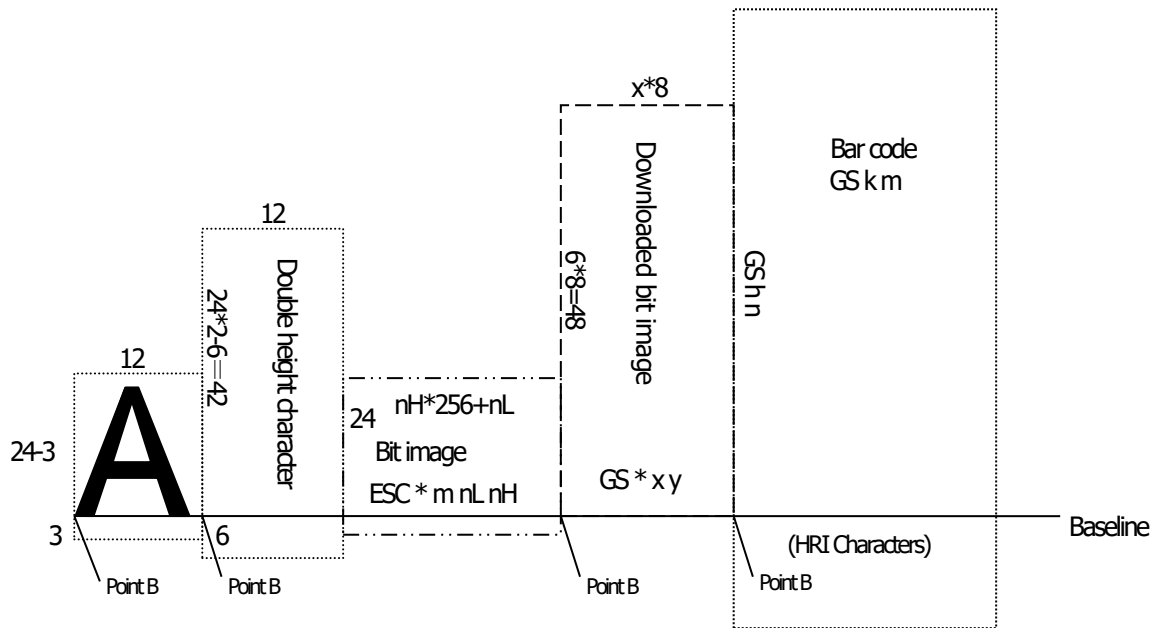 x*8
Bar code
GS k m
Downloaded bit image
6*8=48
GS h n
12
Double height character
24*2-6=42
12
A
24-3
24
nH*256+nL
Bit image
ESC * m nL nH
GS * x y
3
6
Baseline
(HRI Characters)
Point B
Point B
Point B
Point B